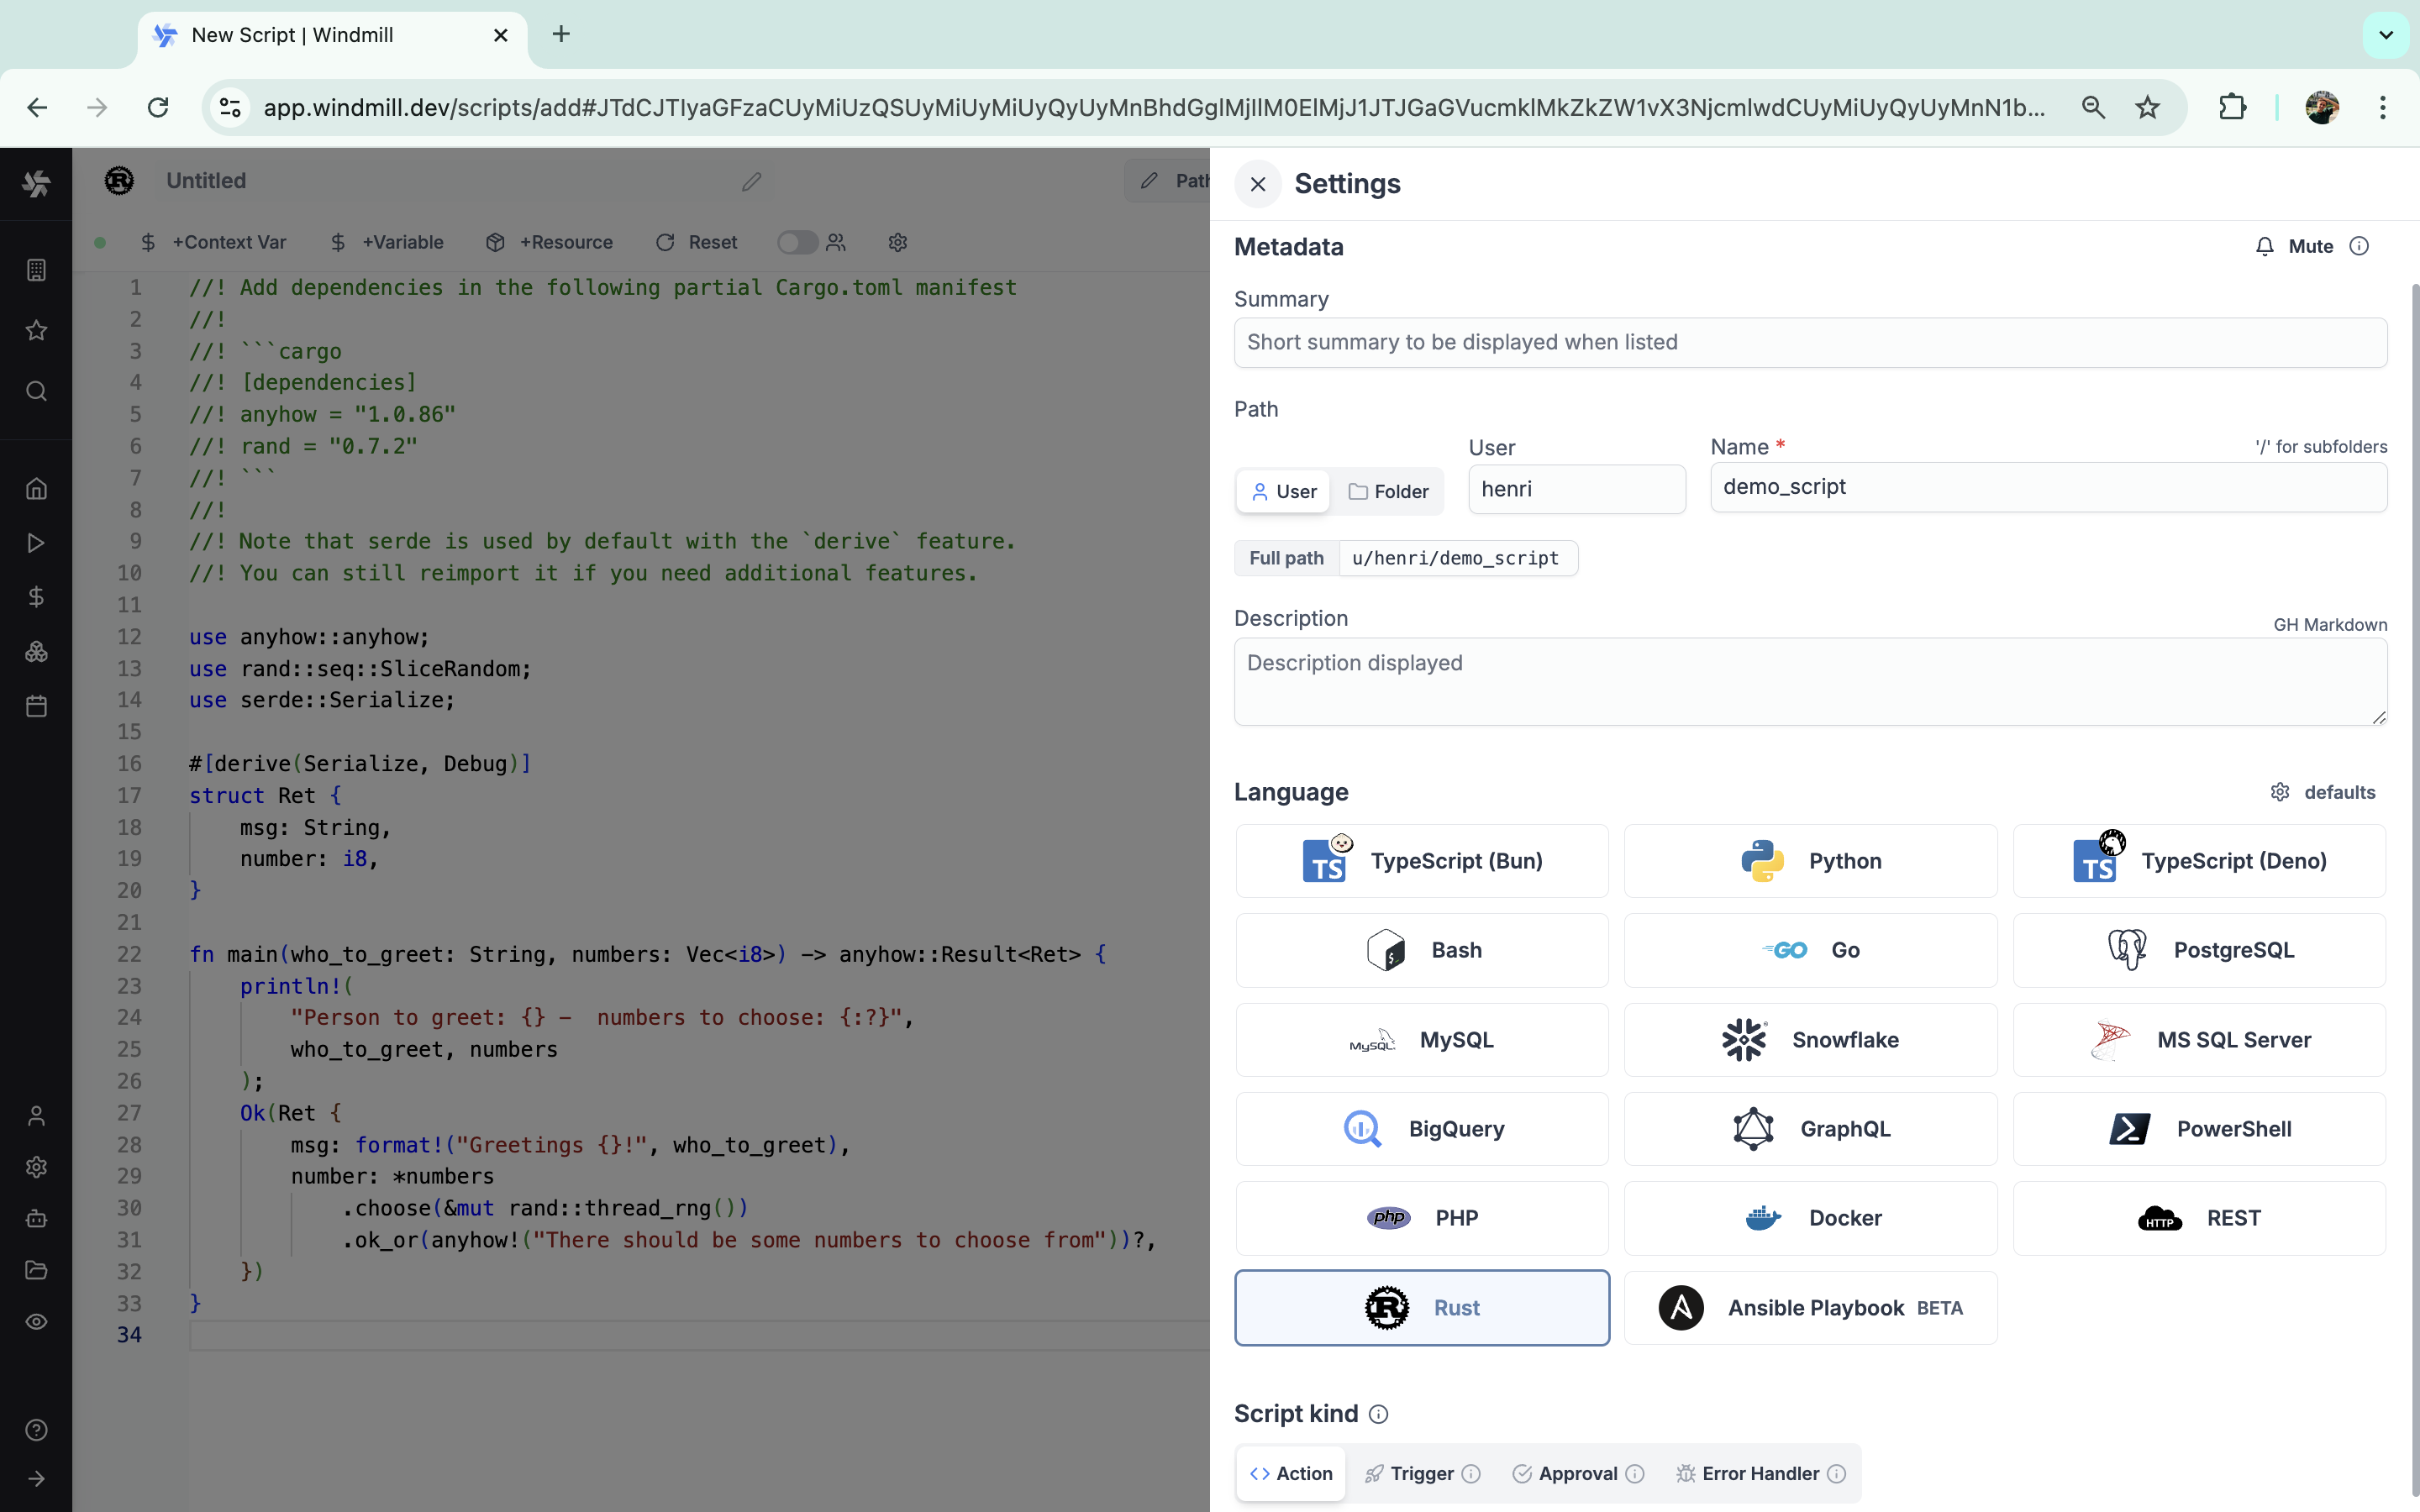 New Script | Windmill
app.windmill.dev/scripts/add#JTdCJTIyaGFzaCUyMiUzQSUyMiUyMiUyQyUyMnBhdGglMjIlM0ElMjJ1JTJGaGVucmklMkZkZW1vX3NjcmlwdCUyMiUyQyUyMnN1b...
Untitled
Path
+Context Var
+Variable
+Resource
Reset
1 //! Add dependencies in the following partial Cargo.toml manifest
2 //!
3 //! ```cargo
4 //! [dependencies]
5 //! anyhow = "1.0.86"
6 //! rand = "0.7.2"
7 //! ```
8 //!
9 //! Note that serde is used by default with the `derive` feature.
10 //! You can still reimport it if you need additional features.
11
12 use anyhow::anyhow;
13 use rand::seq::SliceRandom;
14 use serde::Serialize;
15
16 #[derive(Serialize, Debug)]
17 struct Ret {
18     msg: String,
19     number: i8,
20 }
21
22 fn main(who_to_greet: String, numbers: Vec<i8>) -> anyhow::Result<Ret> {
23     println!(
24         "Person to greet: {} -  numbers to choose: {:?}",
25         who_to_greet, numbers
26     );
27     Ok(Ret {
28         msg: format!("Greetings {}!", who_to_greet),
29         number: *numbers
30             .choose(&mut rand::thread_rng())
31             .ok_or(anyhow!("There should be some numbers to choose from"))?,
32     })
33 }
34
Settings
Metadata
Mute
Summary
Short summary to be displayed when listed
Path
User
Name *
'/' for subfolders
User
Folder
henri
demo_script
Full path
u/henri/demo_script
Description
GH Markdown
Description displayed
Language
defaults
TS TypeScript (Bun)
Python
TS TypeScript (Deno)
Bash
GO Go
PostgreSQL
MySQL MySQL
Snowflake
MS SQL Server
BigQuery
GraphQL
PowerShell
php PHP
Docker
HTTP REST
R Rust
A Ansible Playbook BETA
Script kind
Action
Trigger
Approval
Error Handler